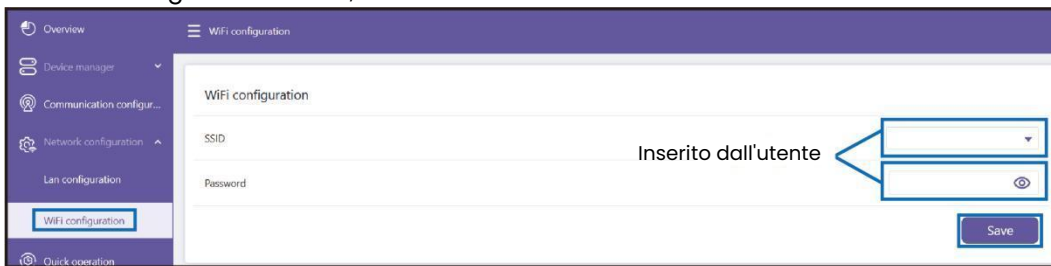 Overview
WiFi configuration
Device manager
Communication configur...
Network configuration
Lan configuration
WiFi configuration
Quick operation
WiFi configuration
SSID
Inserito dall'utente
Password
Save